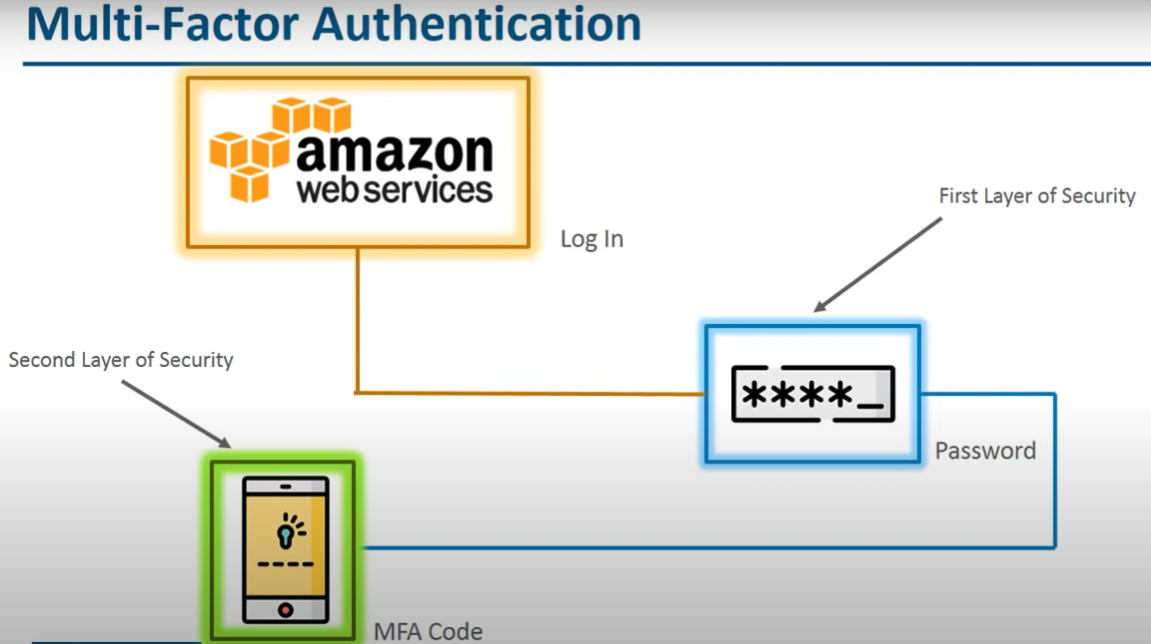 Multi-Factor Authentication
amazon
web services
Log In
First Layer of Security
Second Layer of Security
****_
Password
MFA Code